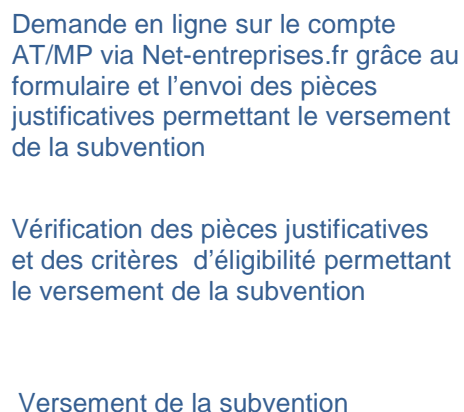 Demande en ligne sur le compte
AT/MP via Net-entreprises.fr grâce au
formulaire et l’envoi des pièces
justificatives permettant le versement
de la subvention
Vérification des pièces justificatives
et des critères d’éligibilité permettant
le versement de la subvention
Versement de la subvention